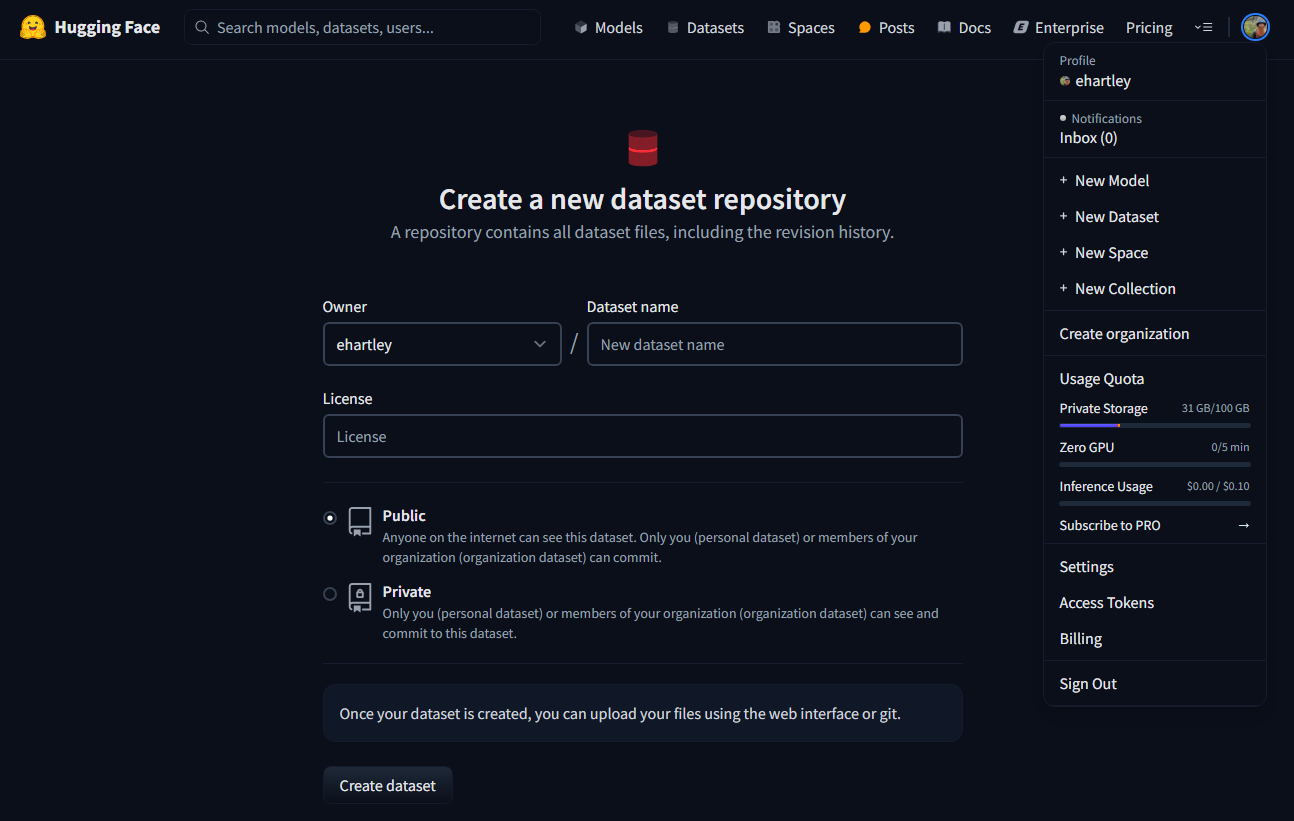 Hugging Face
Search models, datasets, users...
Models
Datasets
Spaces
Posts
Docs
Enterprise
Pricing
Profile
ehartley
Notifications
Inbox (0)
+ New Model
+ New Dataset
+ New Space
+ New Collection
Create organization
Usage Quota
Private Storage 31 GB/100 GB
Zero GPU 0/5 min
Inference Usage $0.00 / $0.10
Subscribe to PRO →
Settings
Access Tokens
Billing
Sign Out
Create a new dataset repository
A repository contains all dataset files, including the revision history.
Owner
ehartley
/
Dataset name
New dataset name
License
License
Public
Anyone on the internet can see this dataset. Only you (personal dataset) or members of your
organization (organization dataset) can commit.
Private
Only you (personal dataset) or members of your organization (organization dataset) can see and
commit to this dataset.
Once your dataset is created, you can upload your files using the web interface or git.
Create dataset